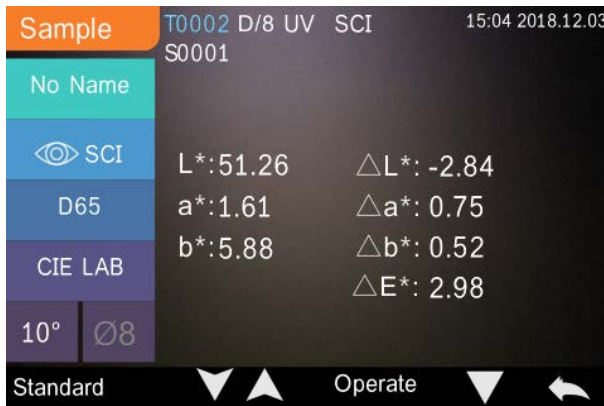 Sample
T0002 D/8 UV SCI 15:04 2018.12.03
S0001
No Name
SCI
D65
CIE LAB
10° Ø8
L*:51.26 △L*: -2.84
a*:1.61 △a*: 0.75
b*:5.88 △b*: 0.52
△E*: 2.98
Standard Operate